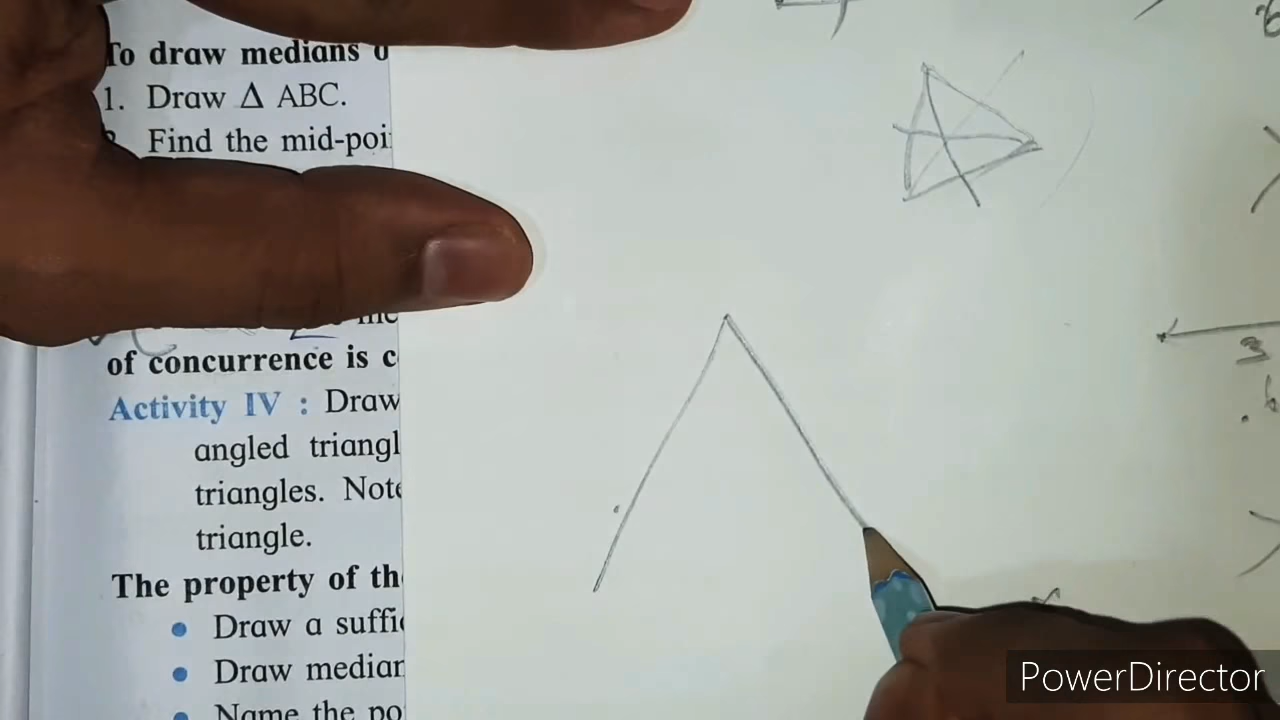 To draw medians o
1. Draw Δ ABC.
Find the mid-poi
of concurrence is c
Activity IV : Draw
angled triangl
triangles. Note
triangle.
The property of th
• Draw a suffic
• Draw median
• Name the po
PowerDirector